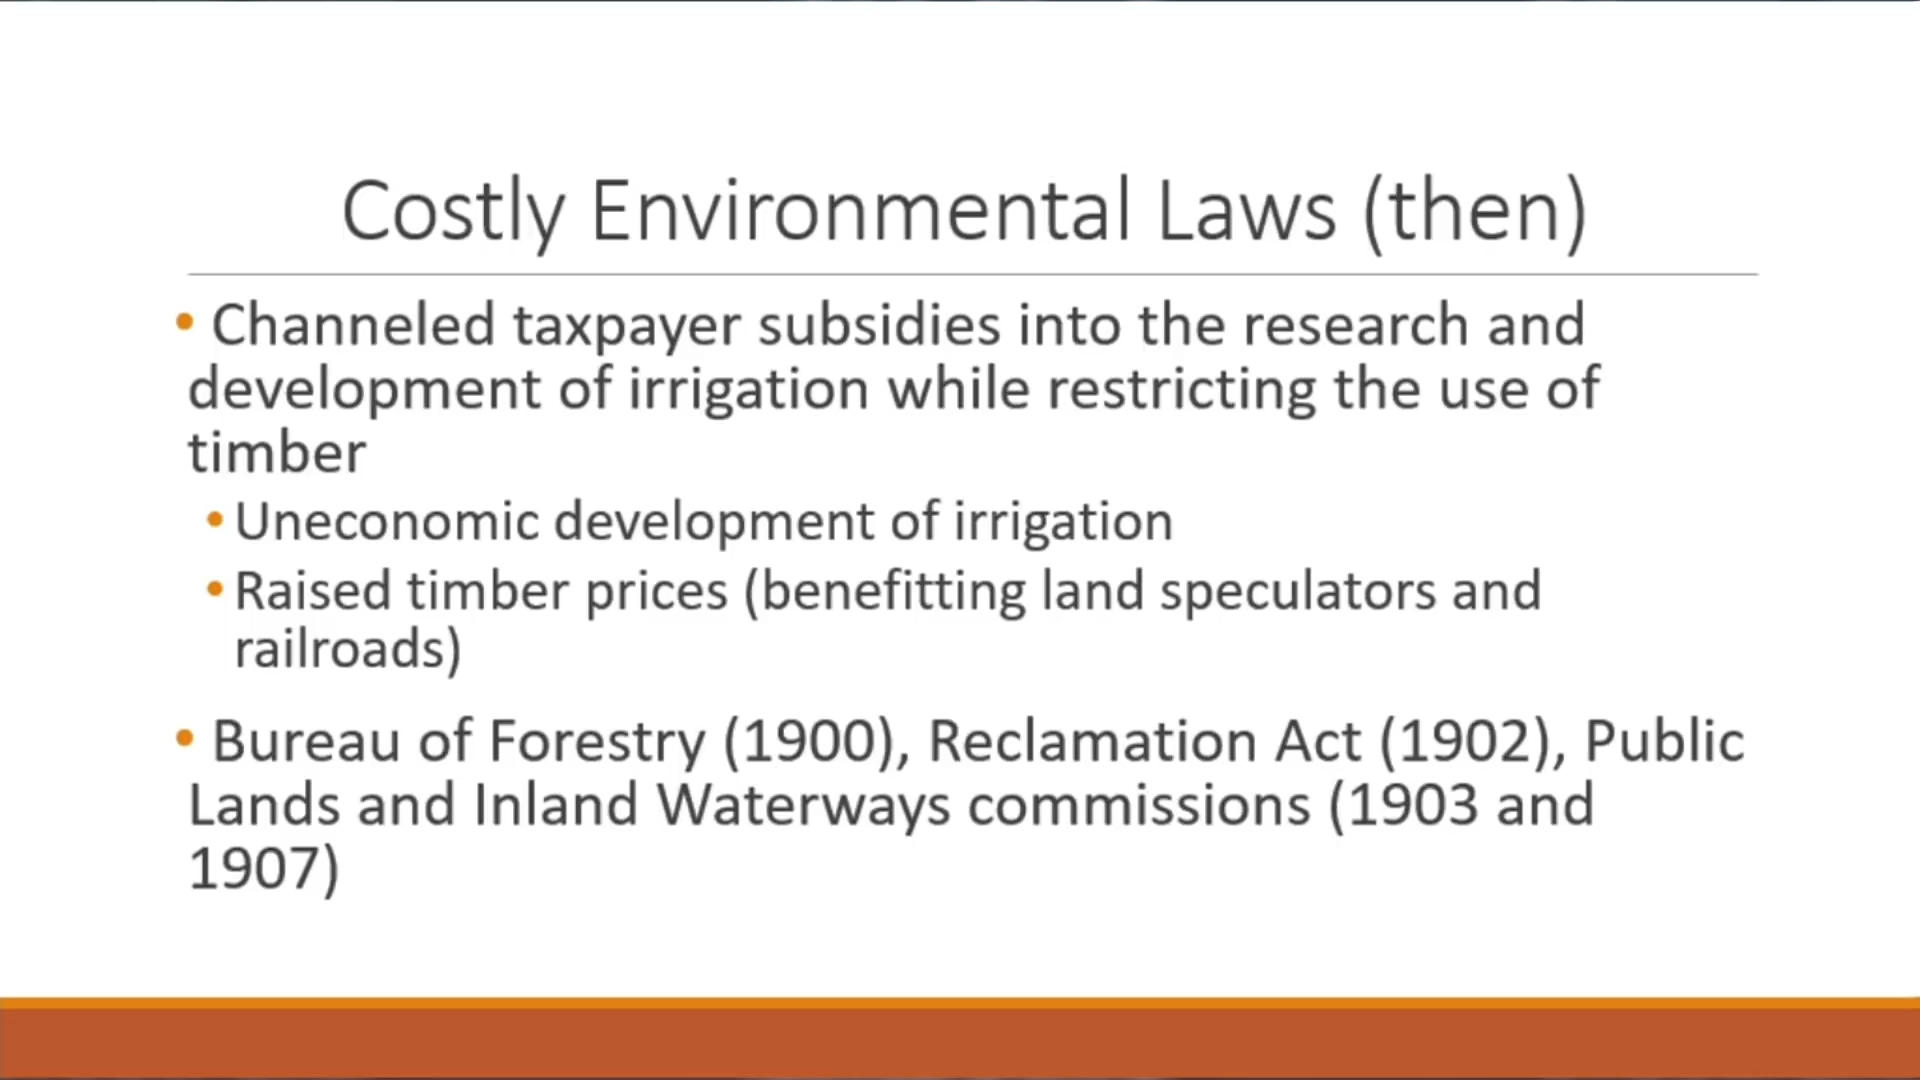 Costly Environmental Laws (then)
• Channeled taxpayer subsidies into the research and
development of irrigation while restricting the use of
timber
• Uneconomic development of irrigation
• Raised timber prices (benefitting land speculators and
railroads)
• Bureau of Forestry (1900), Reclamation Act (1902), Public
Lands and Inland Waterways commissions (1903 and
1907)